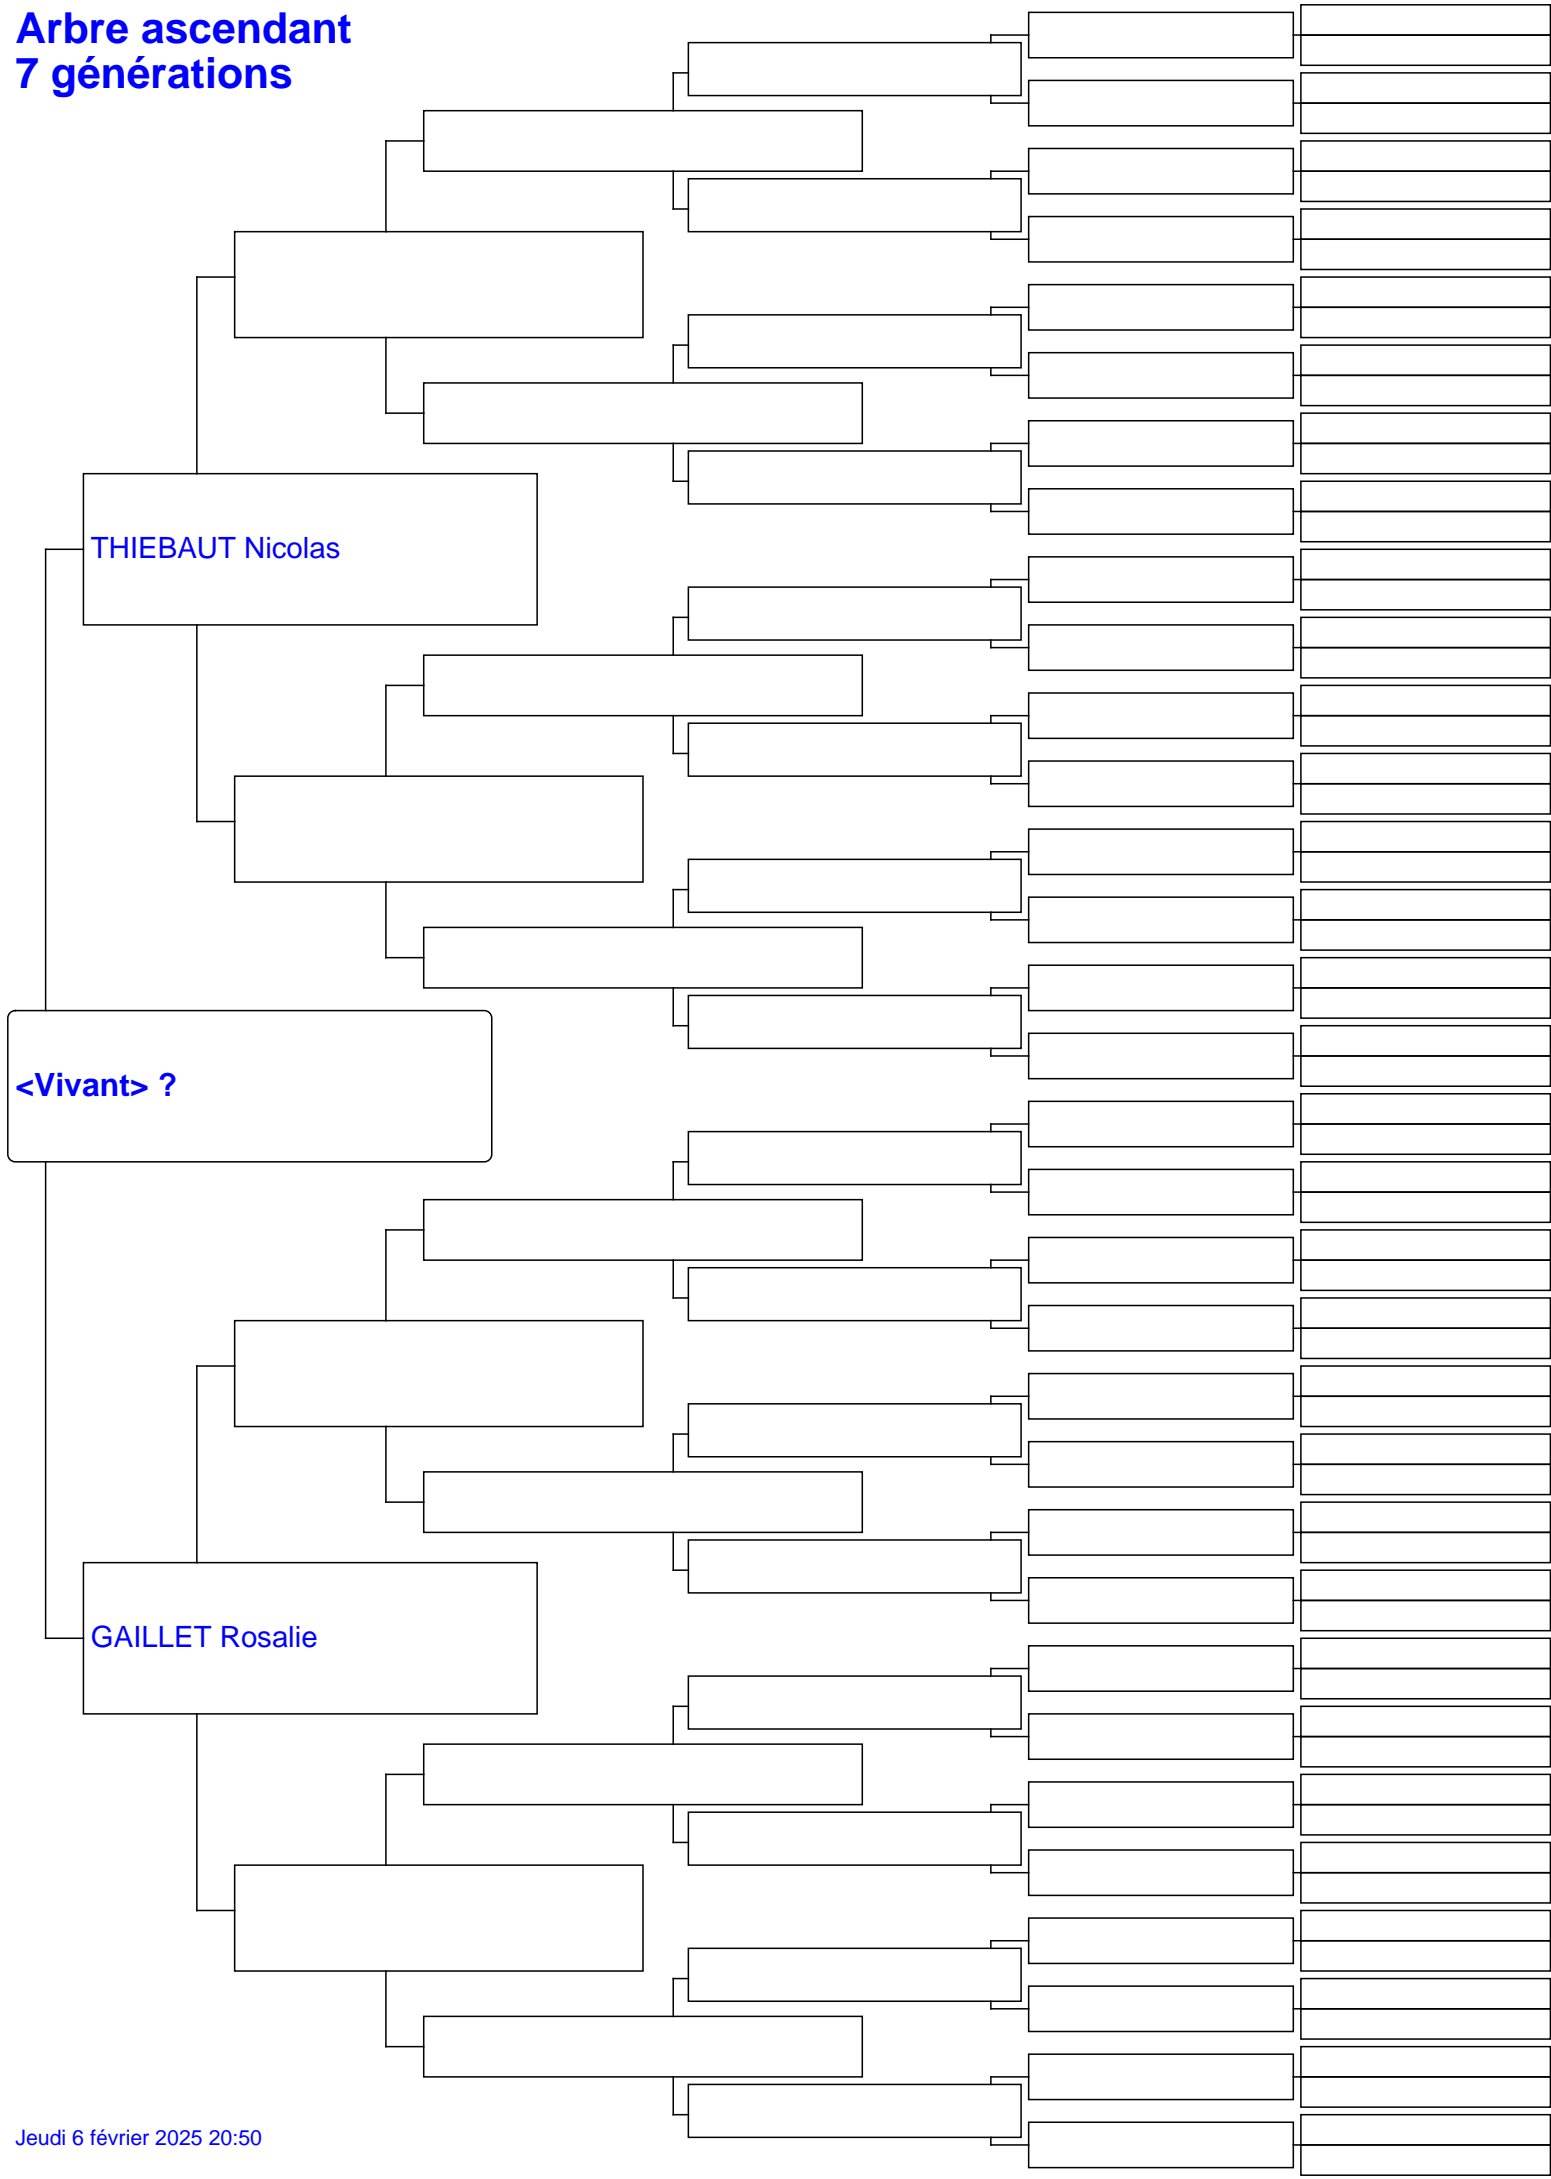 Arbre ascendant
7 générations
THIEBAUT Nicolas
<Vivant> ?
GAILLET Rosalie
Jeudi 6 février 2025 20:50